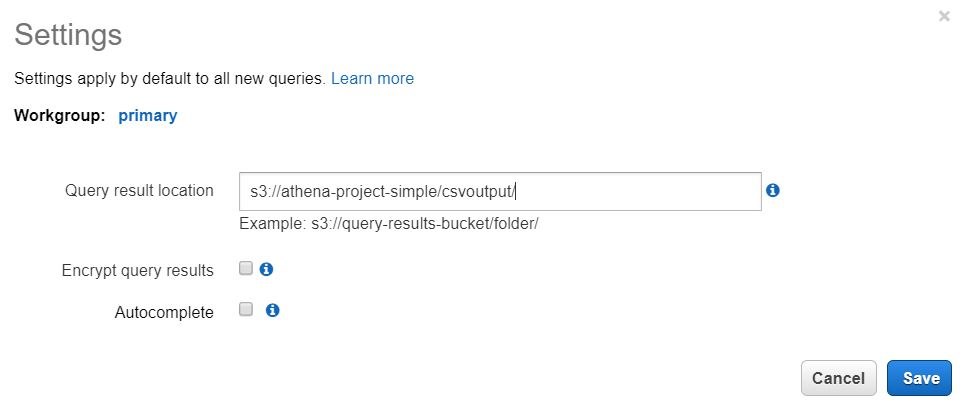 Settings
Settings apply by default to all new queries. Learn more
Workgroup: primary
Query result location s3://athena-project-simple/csvoutput/
Example: s3://query-results-bucket/folder/
Encrypt query results
Autocomplete
Cancel Save